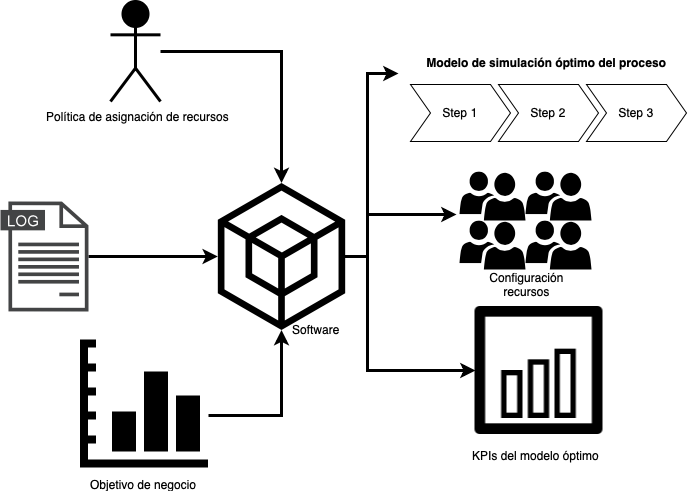 Modelo de simulación óptimo del proceso
Step 1
Step 2
Step 3
Política de asignación de recursos
LOG
Configuración
recursos
Software
KPIs del modelo óptimo
Objetivo de negocio